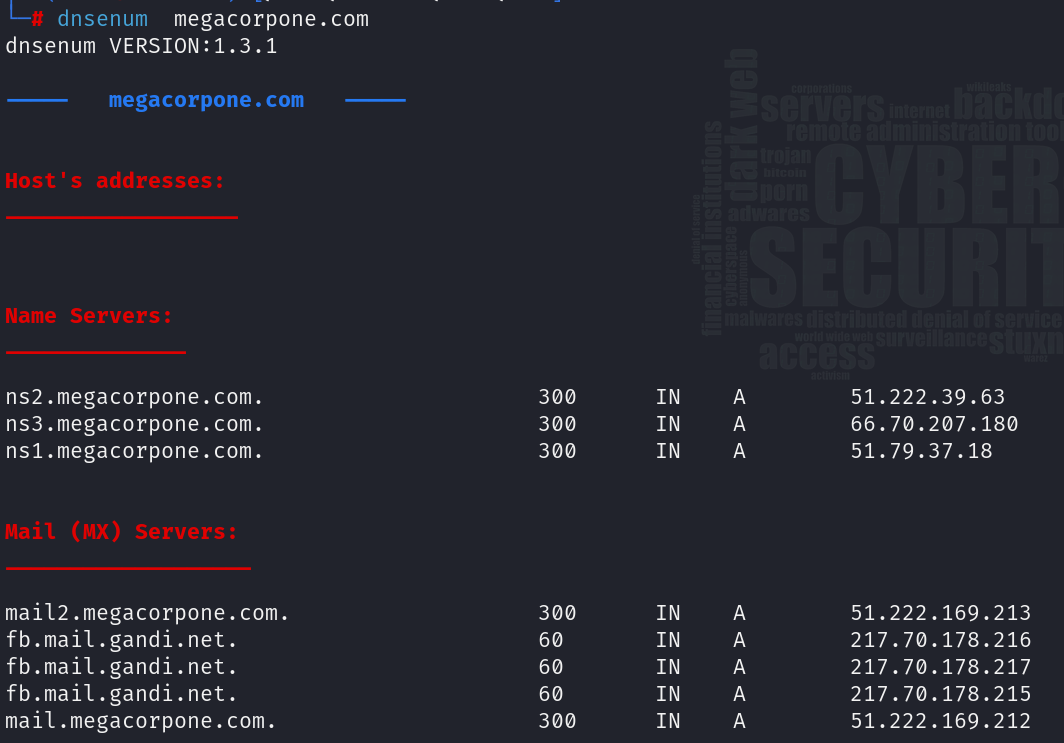 └─# dnsenum  megacorpone.com
dnsenum VERSION:1.3.1
-----   megacorpone.com   -----
Host's addresses:
Name Servers:
ns2.megacorpone.com. 300 IN A 51.222.39.63
ns3.megacorpone.com. 300 IN A 66.70.207.180
ns1.megacorpone.com. 300 IN A 51.79.37.18
Mail (MX) Servers:
mail2.megacorpone.com. 300 IN A 51.222.169.213
fb.mail.gandi.net. 60 IN A 217.70.178.216
fb.mail.gandi.net. 60 IN A 217.70.178.217
fb.mail.gandi.net. 60 IN A 217.70.178.215
mail.megacorpone.com. 300 IN A 51.222.169.212
dark web
corporations
wikileaks
servers internet backdo
remote administration tool
trojan
bitcoin
porn
adwares
CYBER
SECURIT
financial institutions
cyberspace
malwares distributed denial of service
world wide web surveillance stuxn
access